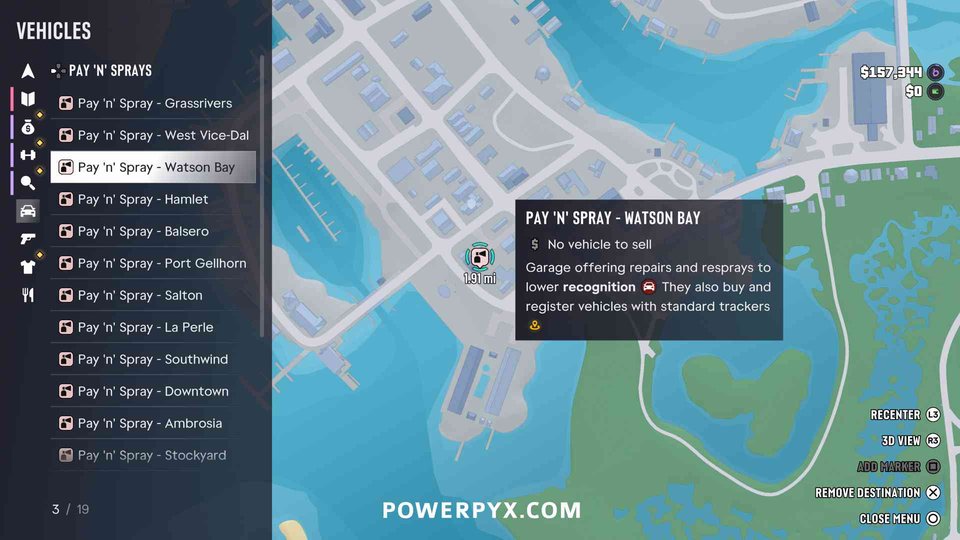 VEHICLES
PAY 'N' SPRAYS
Pay 'n' Spray - Grassrivers
Pay 'n' Spray - West Vice-Dal
Pay 'n' Spray - Watson Bay
Pay 'n' Spray - Hamlet
Pay 'n' Spray - Balsero
Pay 'n' Spray - Port Gellhorn
Pay 'n' Spray - Salton
Pay 'n' Spray - La Perle
Pay 'n' Spray - Southwind
Pay 'n' Spray - Downtown
Pay 'n' Spray - Ambrosia
Pay 'n' Spray - Stockyard
3 / 19
1.91 mi
PAY 'N' SPRAY - WATSON BAY
$ No vehicle to sell
Garage offering repairs and resprays to
lower recognition They also buy and
register vehicles with standard trackers
$157,344
$0
RECENTER L3
3D VIEW R3
ADD MARKER
REMOVE DESTINATION
CLOSE MENU
POWERPYX.COM